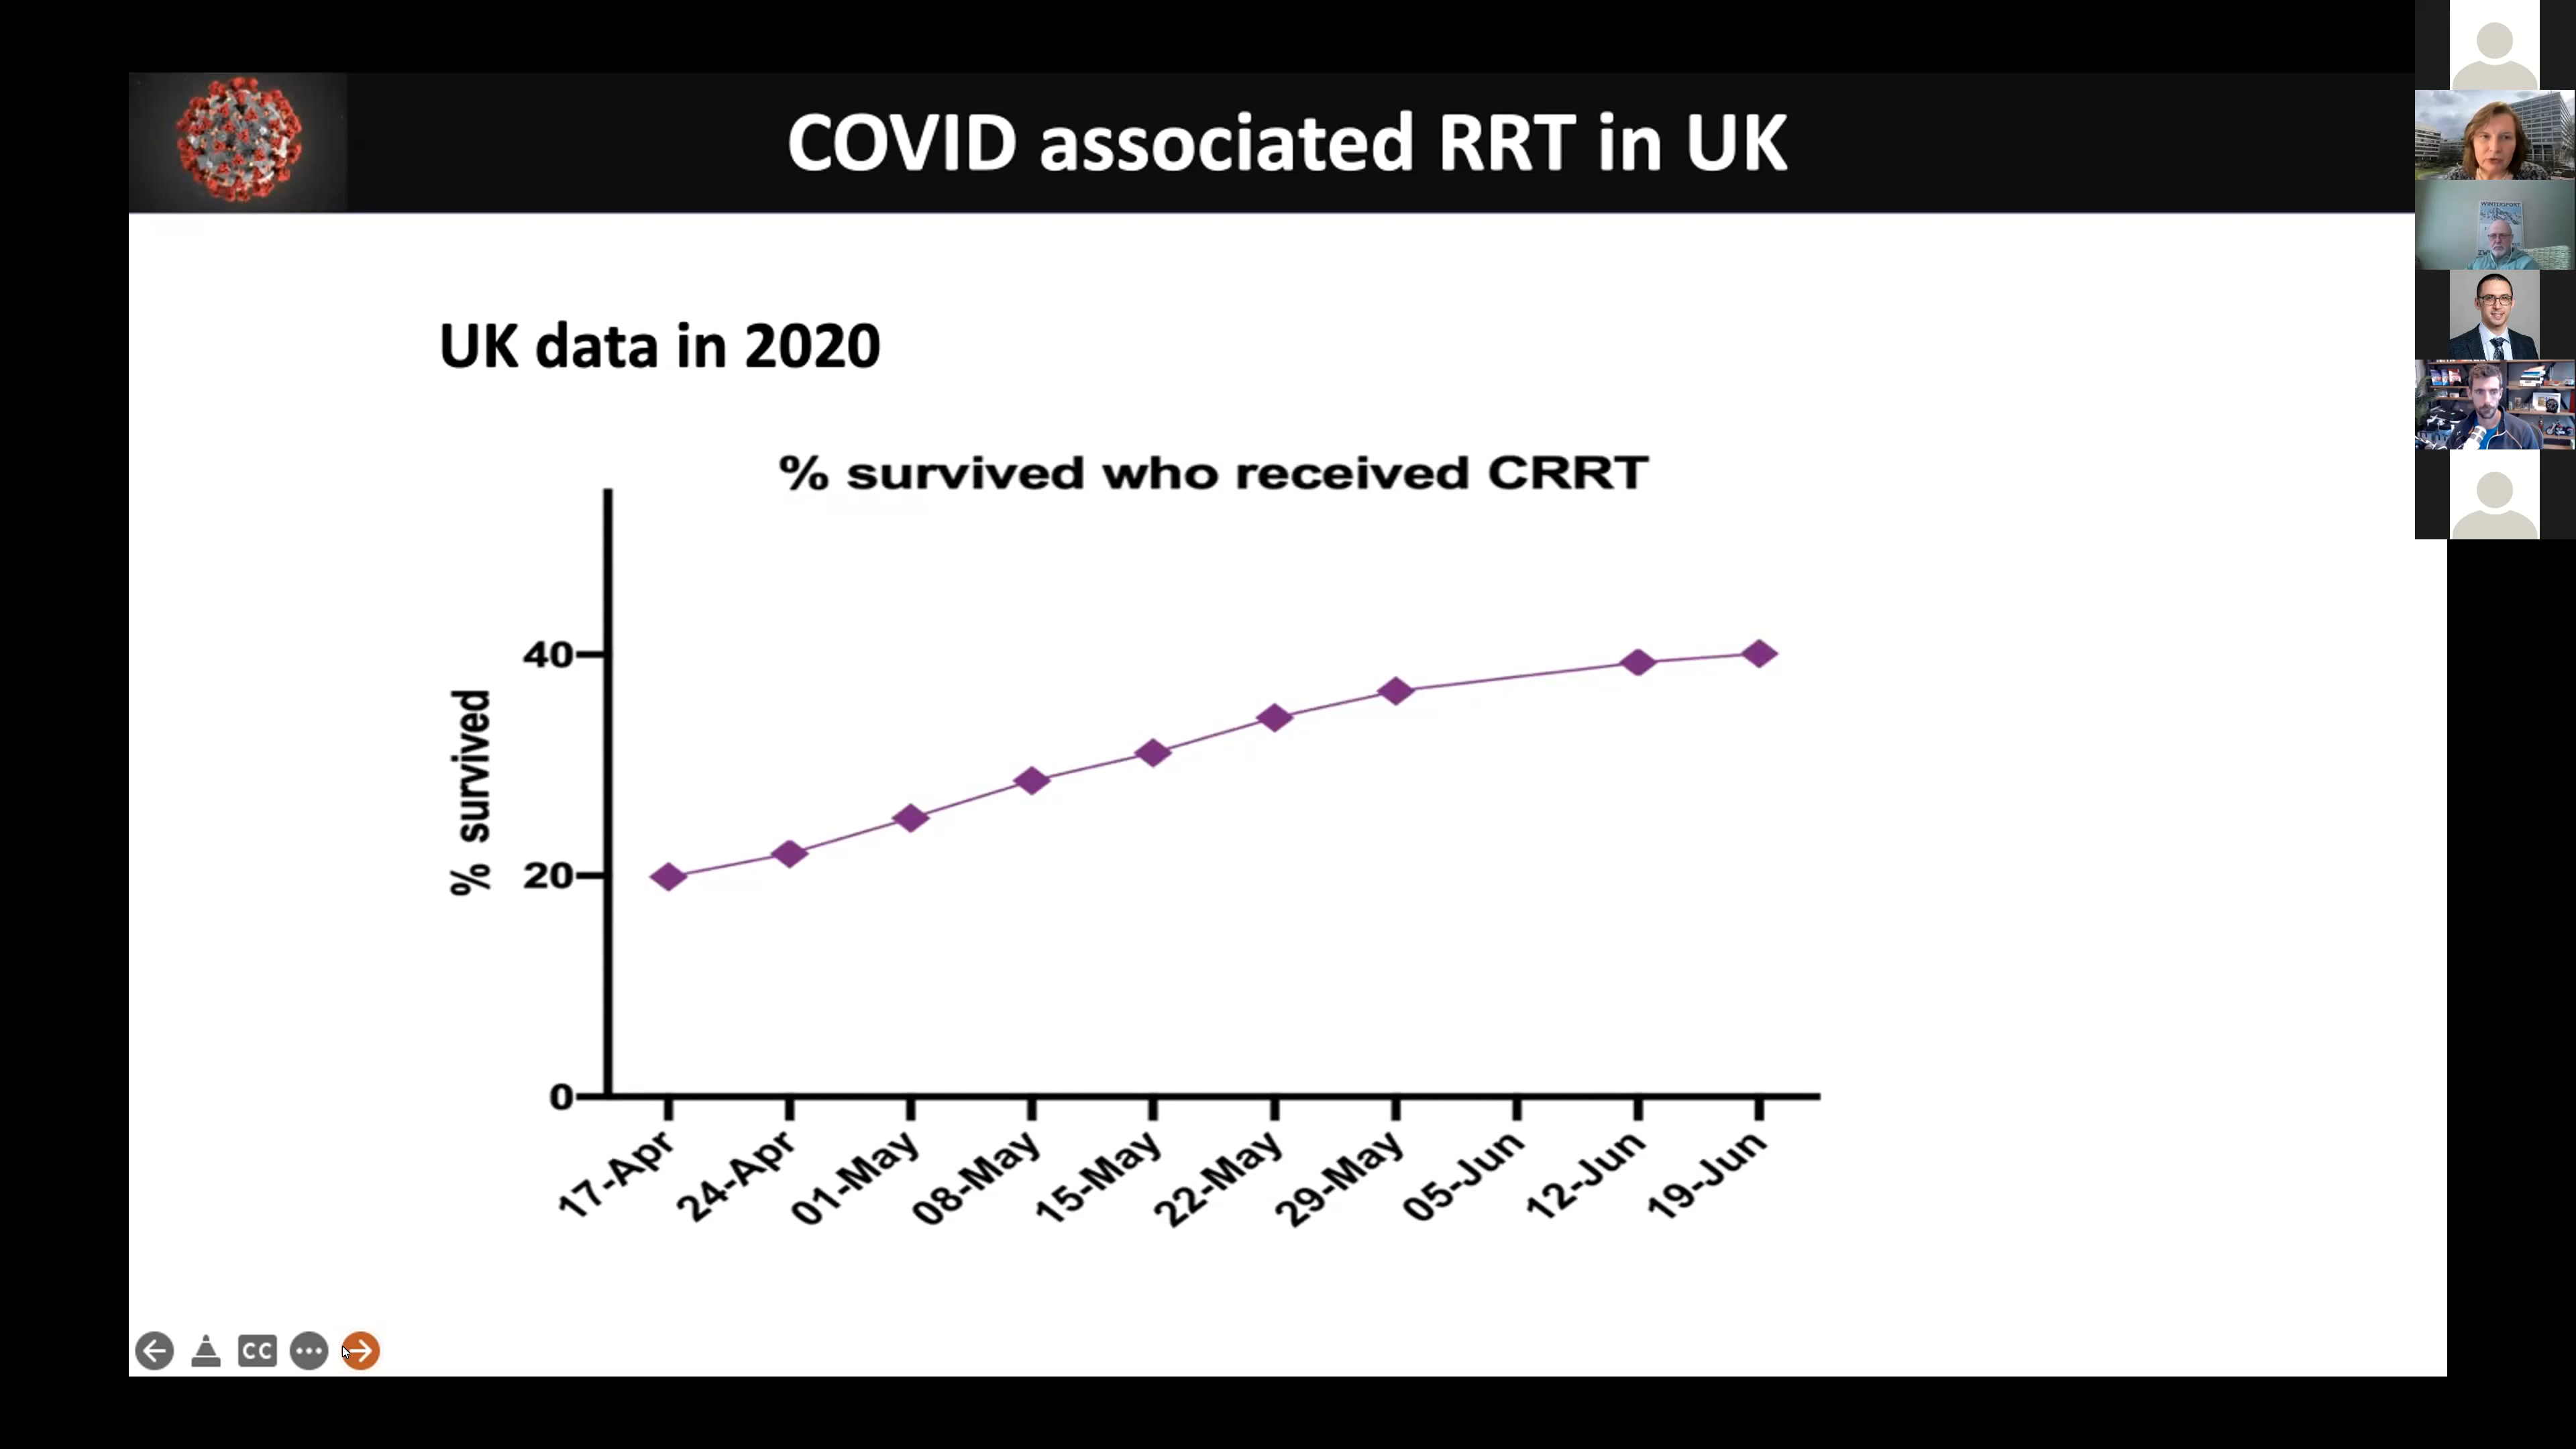 COVID associated RRT in UK
UK data in 2020
% survived who received CRRT
% survived
40
20
0
17-Apr
24-Apr
01-May
08-May
15-May
22-May
29-May
05-Jun
12-Jun
19-Jun
CC
WINTERSPORT